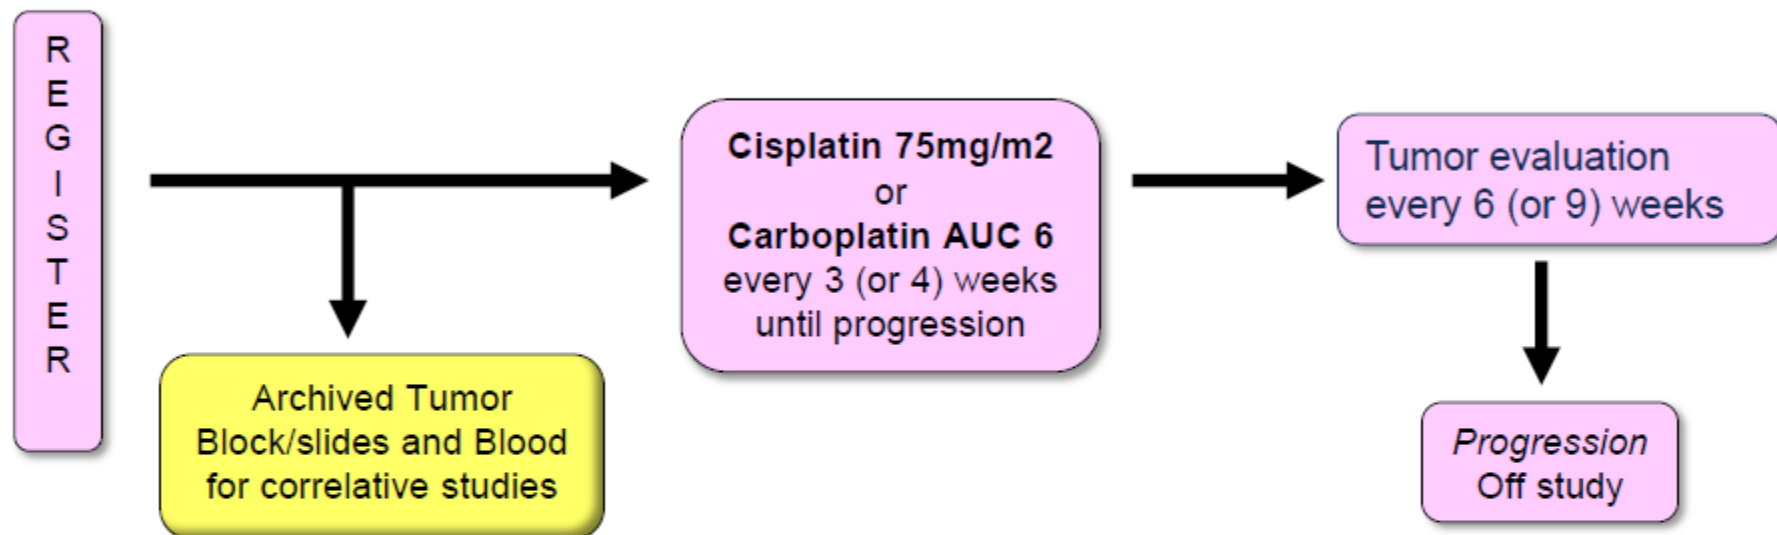 R
E
G
I
S
T
E
R
Archived Tumor
Block/slides and Blood
for correlative studies
Cisplatin 75mg/m2
or
Carboplatin AUC 6
every 3 (or 4) weeks
until progression
Tumor evaluation
every 6 (or 9) weeks
Progression
Off study